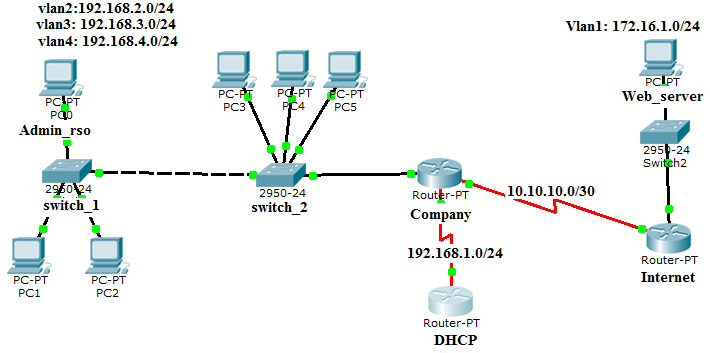 vlan2:192.168.2.0/24
vlan3: 192.168.3.0/24
vlan4: 192.168.4.0/24
Vlan1: 172.16.1.0/24
PC-PT
PC0
Admin_rso
PC-PT
PC3
PC-PT
PC4
PC-PT
PC5
PC-PT
Web_server
2950-24
Switch2
2950-24
switch_1
2950-24
switch_2
Router-PT
Company
10.10.10.0/30
192.168.1.0/24
Router-PT
Internet
PC-PT
PC1
PC-PT
PC2
Router-PT
DHCP